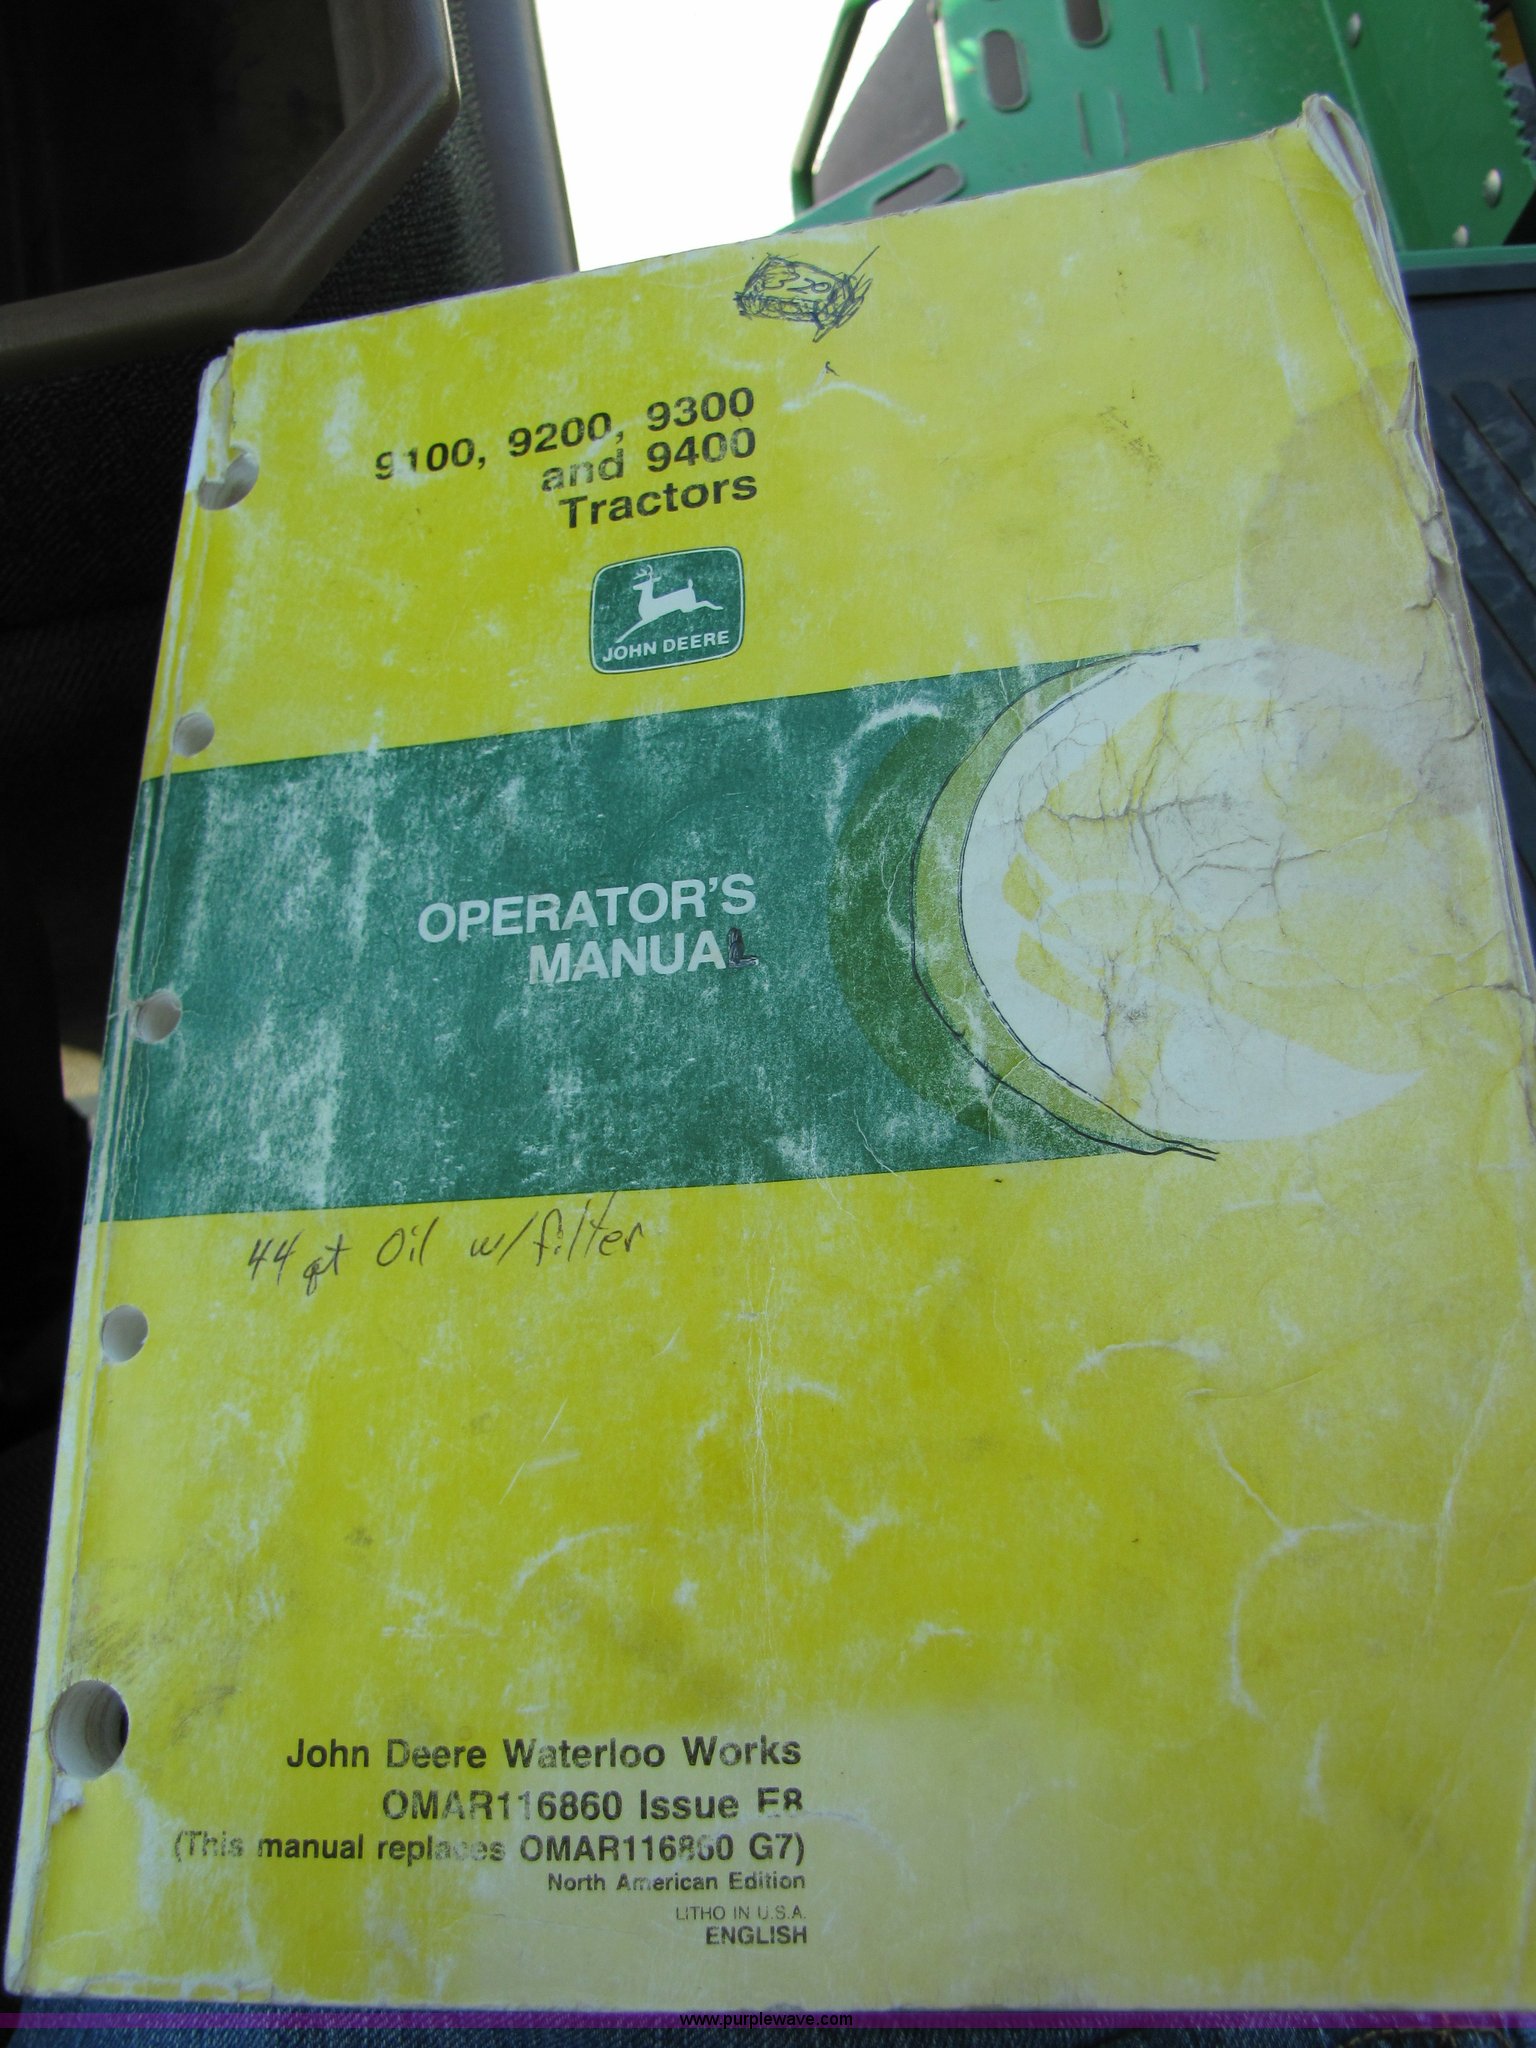 9100, 9200, 9300
and 9400
Tractors
JOHN DEERE
OPERATOR'S
MANUAL
44 qt Oil w/filter
John Deere Waterloo Works
OMAR116860 Issue E8
(This manual replaces OMAR116860 G7)
North American Edition
LITHO IN U.S.A.
ENGLISH
www.purplewave.com